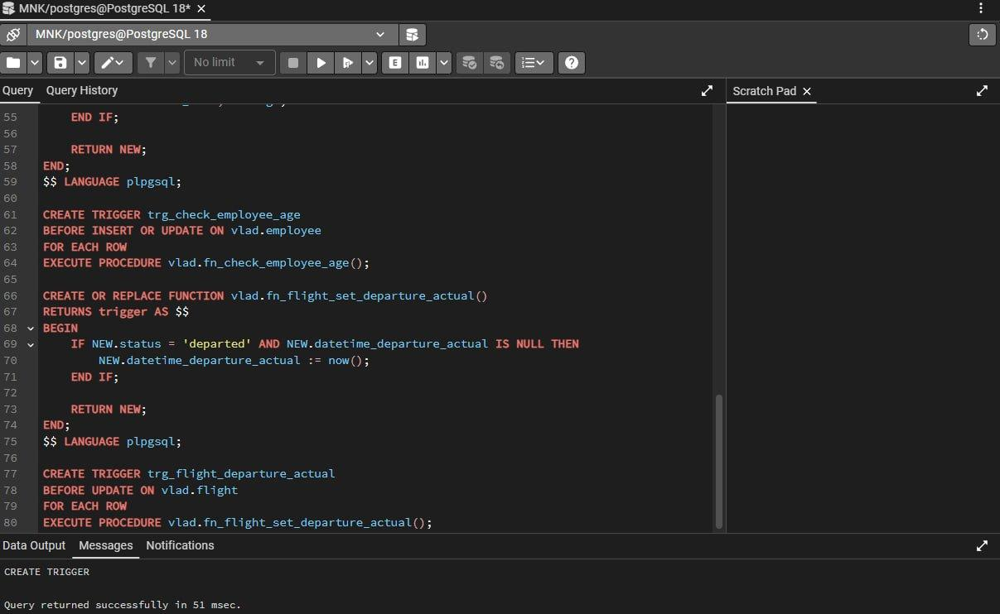 MNK/postgres@PostgreSQL 18*
MNK/postgres@PostgreSQL 18
No limit
E
Query Query History
Scratch Pad
55 END IF;
56
57 RETURN NEW;
58 END;
59 $$ LANGUAGE plpgsql;
60
61 CREATE TRIGGER trg_check_employee_age
62 BEFORE INSERT OR UPDATE ON vlad.employee
63 FOR EACH ROW
64 EXECUTE PROCEDURE vlad.fn_check_employee_age();
65
66 CREATE OR REPLACE FUNCTION vlad.fn_flight_set_departure_actual()
67 RETURNS trigger AS $$
68 BEGIN
69 IF NEW.status = 'departed' AND NEW.datetime_departure_actual IS NULL THEN
70 NEW.datetime_departure_actual := now();
71 END IF;
72
73 RETURN NEW;
74 END;
75 $$ LANGUAGE plpgsql;
76
77 CREATE TRIGGER trg_flight_departure_actual
78 BEFORE UPDATE ON vlad.flight
79 FOR EACH ROW
80 EXECUTE PROCEDURE vlad.fn_flight_set_departure_actual();
Data Output Messages Notifications
CREATE TRIGGER
Query returned successfully in 51 msec.